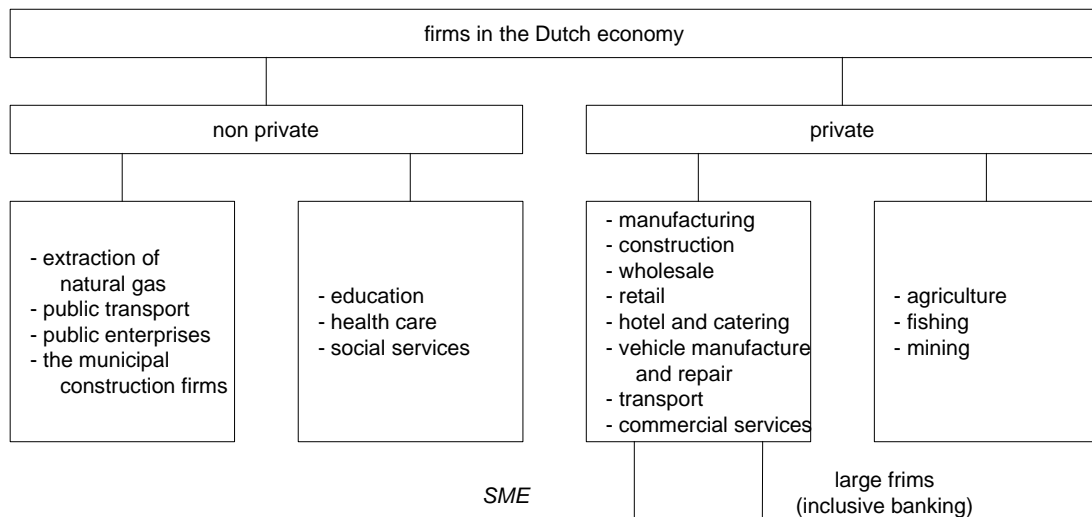 firms in the Dutch economy
non private
private
- extraction of
natural gas
- public transport
- public enterprises
- the municipal
construction firms
- education
- health care
- social services
- manufacturing
- construction
- wholesale
- retail
- hotel and catering
- vehicle manufacture
and repair
- transport
- commercial services
- agriculture
- fishing
- mining
SME
large frims
(inclusive banking)